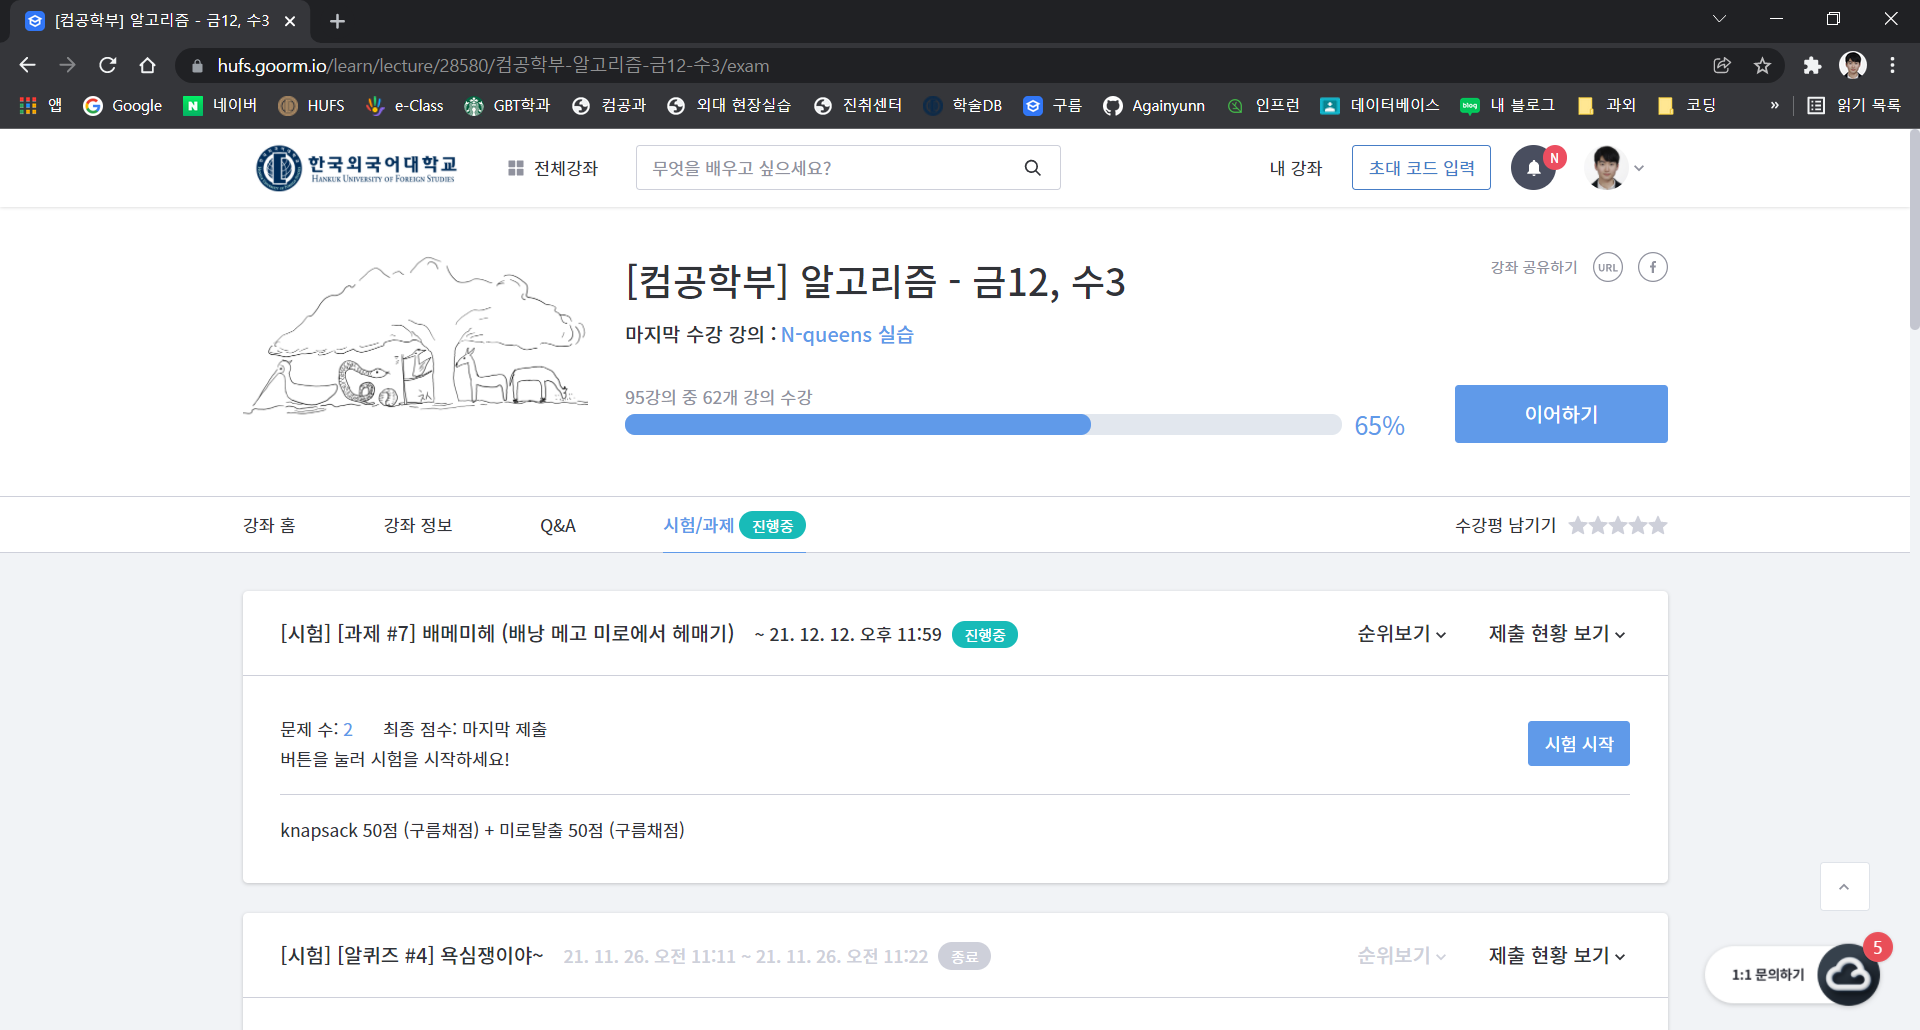 [컴공학부] 알고리즘 - 금12, 수3
hufs.goorm.io/learn/lecture/28580/컴공학부-알고리즘-금12-수3/exam
앱 Google 네이버 HUFS e-Class GBT학과 컴공과 외대 현장실습 진취센터 학술DB 구름 Againyunn 인프런 데이터베이스 내 블로그 과외 코딩 » 읽기 목록
한국외국어대학교 전체강좌 무엇을 배우고 싶으세요? 내 강좌 초대 코드 입력 N
HANKUK UNIVERSITY OF FOREIGN STUDIES
[컴공학부] 알고리즘 - 금12, 수3
강좌 공유하기 URL f
마지막 수강 강의 : N-queens 실습
95강의 중 62개 강의 수강
65% 이어하기
강좌 홈 강좌 정보 Q&A 시험/과제 진행중 수강평 남기기
[시험] [과제 #7] 배메미헤 (배낭 메고 미로에서 헤매기) ~ 21. 12. 12. 오후 11:59 진행중 순위보기 제출 현황 보기
문제 수: 2 최종 점수: 마지막 제출
버튼을 눌러 시험을 시작하세요!
시험 시작
knapsack 50점 (구름채점) + 미로탈출 50점 (구름채점)
[시험] [알퀴즈 #4] 욕심쟁이야~ 21. 11. 26. 오전 11:11 ~ 21. 11. 26. 오전 11:22 종료 순위보기 제출 현황 보기
1:1 문의하기 5